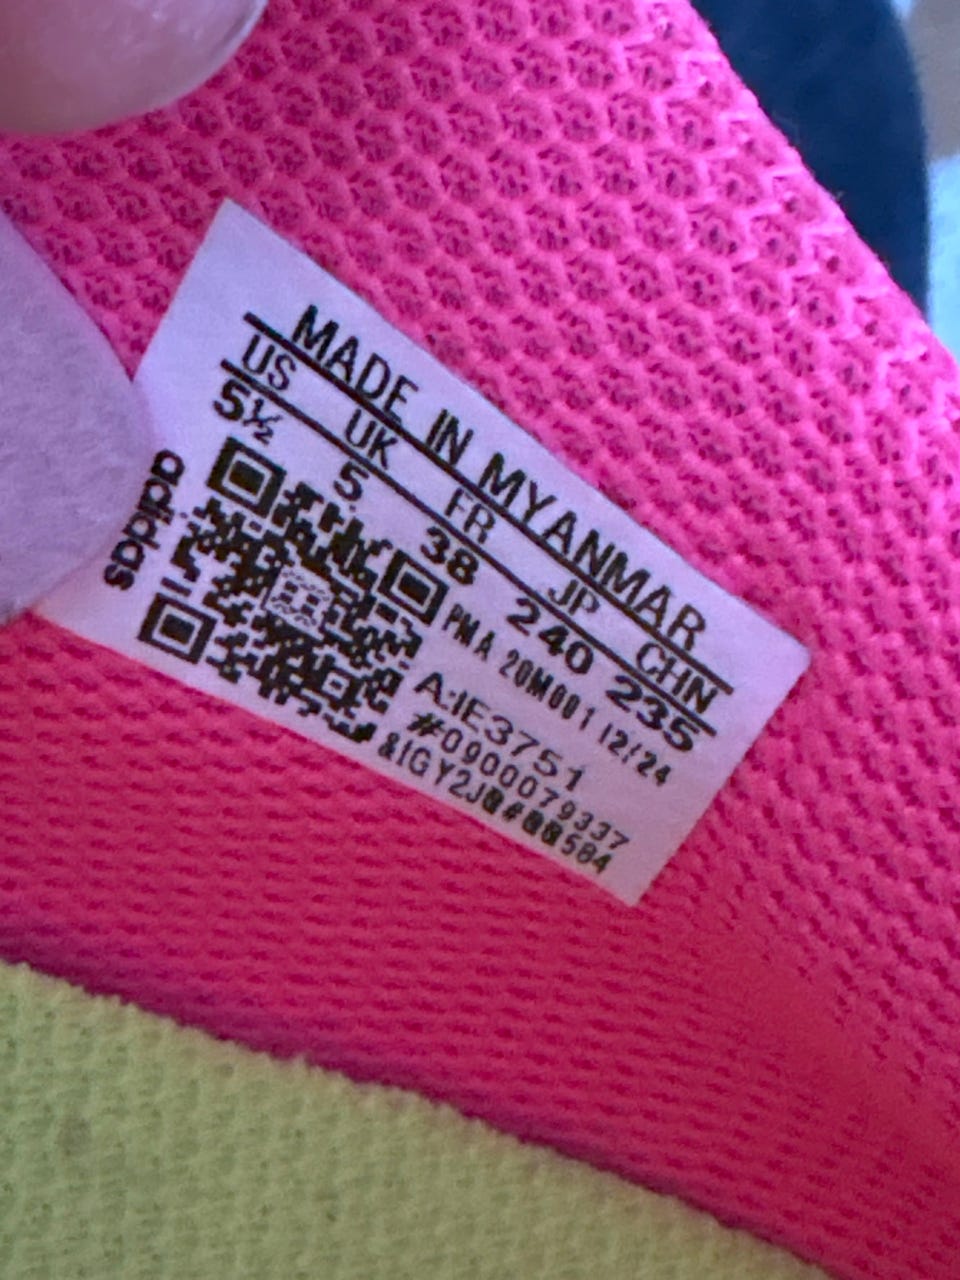 MADE IN MYANMAR
US UK FR JP CHN
5½ 5 38 240 235
PM A 20M001 12/24
A:IE3751
#0900079337
&IGY2J0#00584
adidas